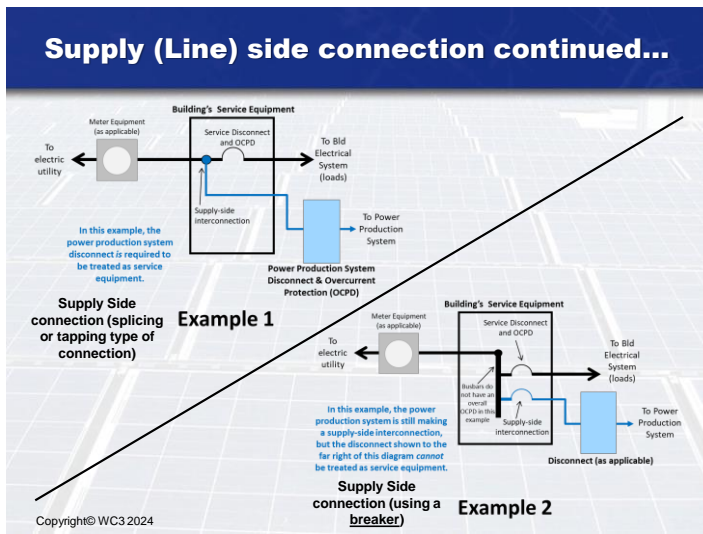 Supply (Line) side connection continued...
Building's Service Equipment
Meter Equipment
(as applicable)
Service Disconnect
and OCPD
To
electric
utility
To Bld
Electrical
System
(loads)
Supply-side
interconnection
To Power
Production
System
In this example, the
power production system
disconnect is required to
be treated as service
equipment.
Power Production System
Disconnect & Overcurrent
Protection (OCPD)
Supply Side
connection (splicing
or tapping type of
connection)
Example 1
Building's Service Equipment
Meter Equipment
(as applicable)
Service Disconnect
and OCPD
To
electric
utility
To Bld
Electrical
System
(loads)
Busbars do
not have an
overall
OCPD in this
example
Supply-side
interconnection
To Power
Production
System
In this example, the power
production system is still making
a supply-side interconnection,
but the disconnect shown to the
far right of this diagram cannot
be treated as service equipment.
Disconnect (as applicable)
Supply Side
connection (using a
breaker)
Example 2
Copyright© WC3 2024